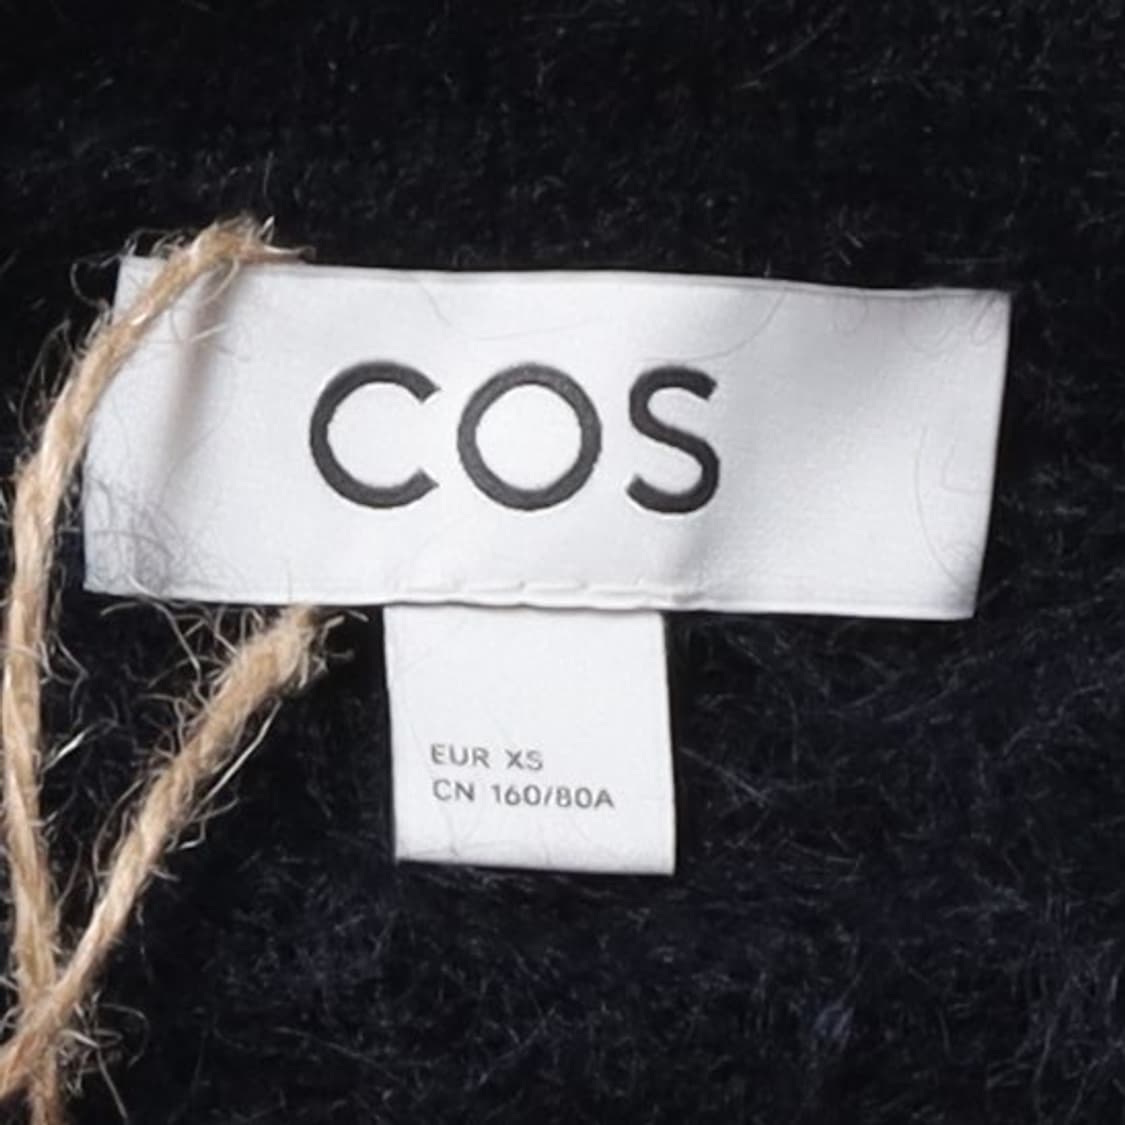 COS
EUR XS
CN 160/80A